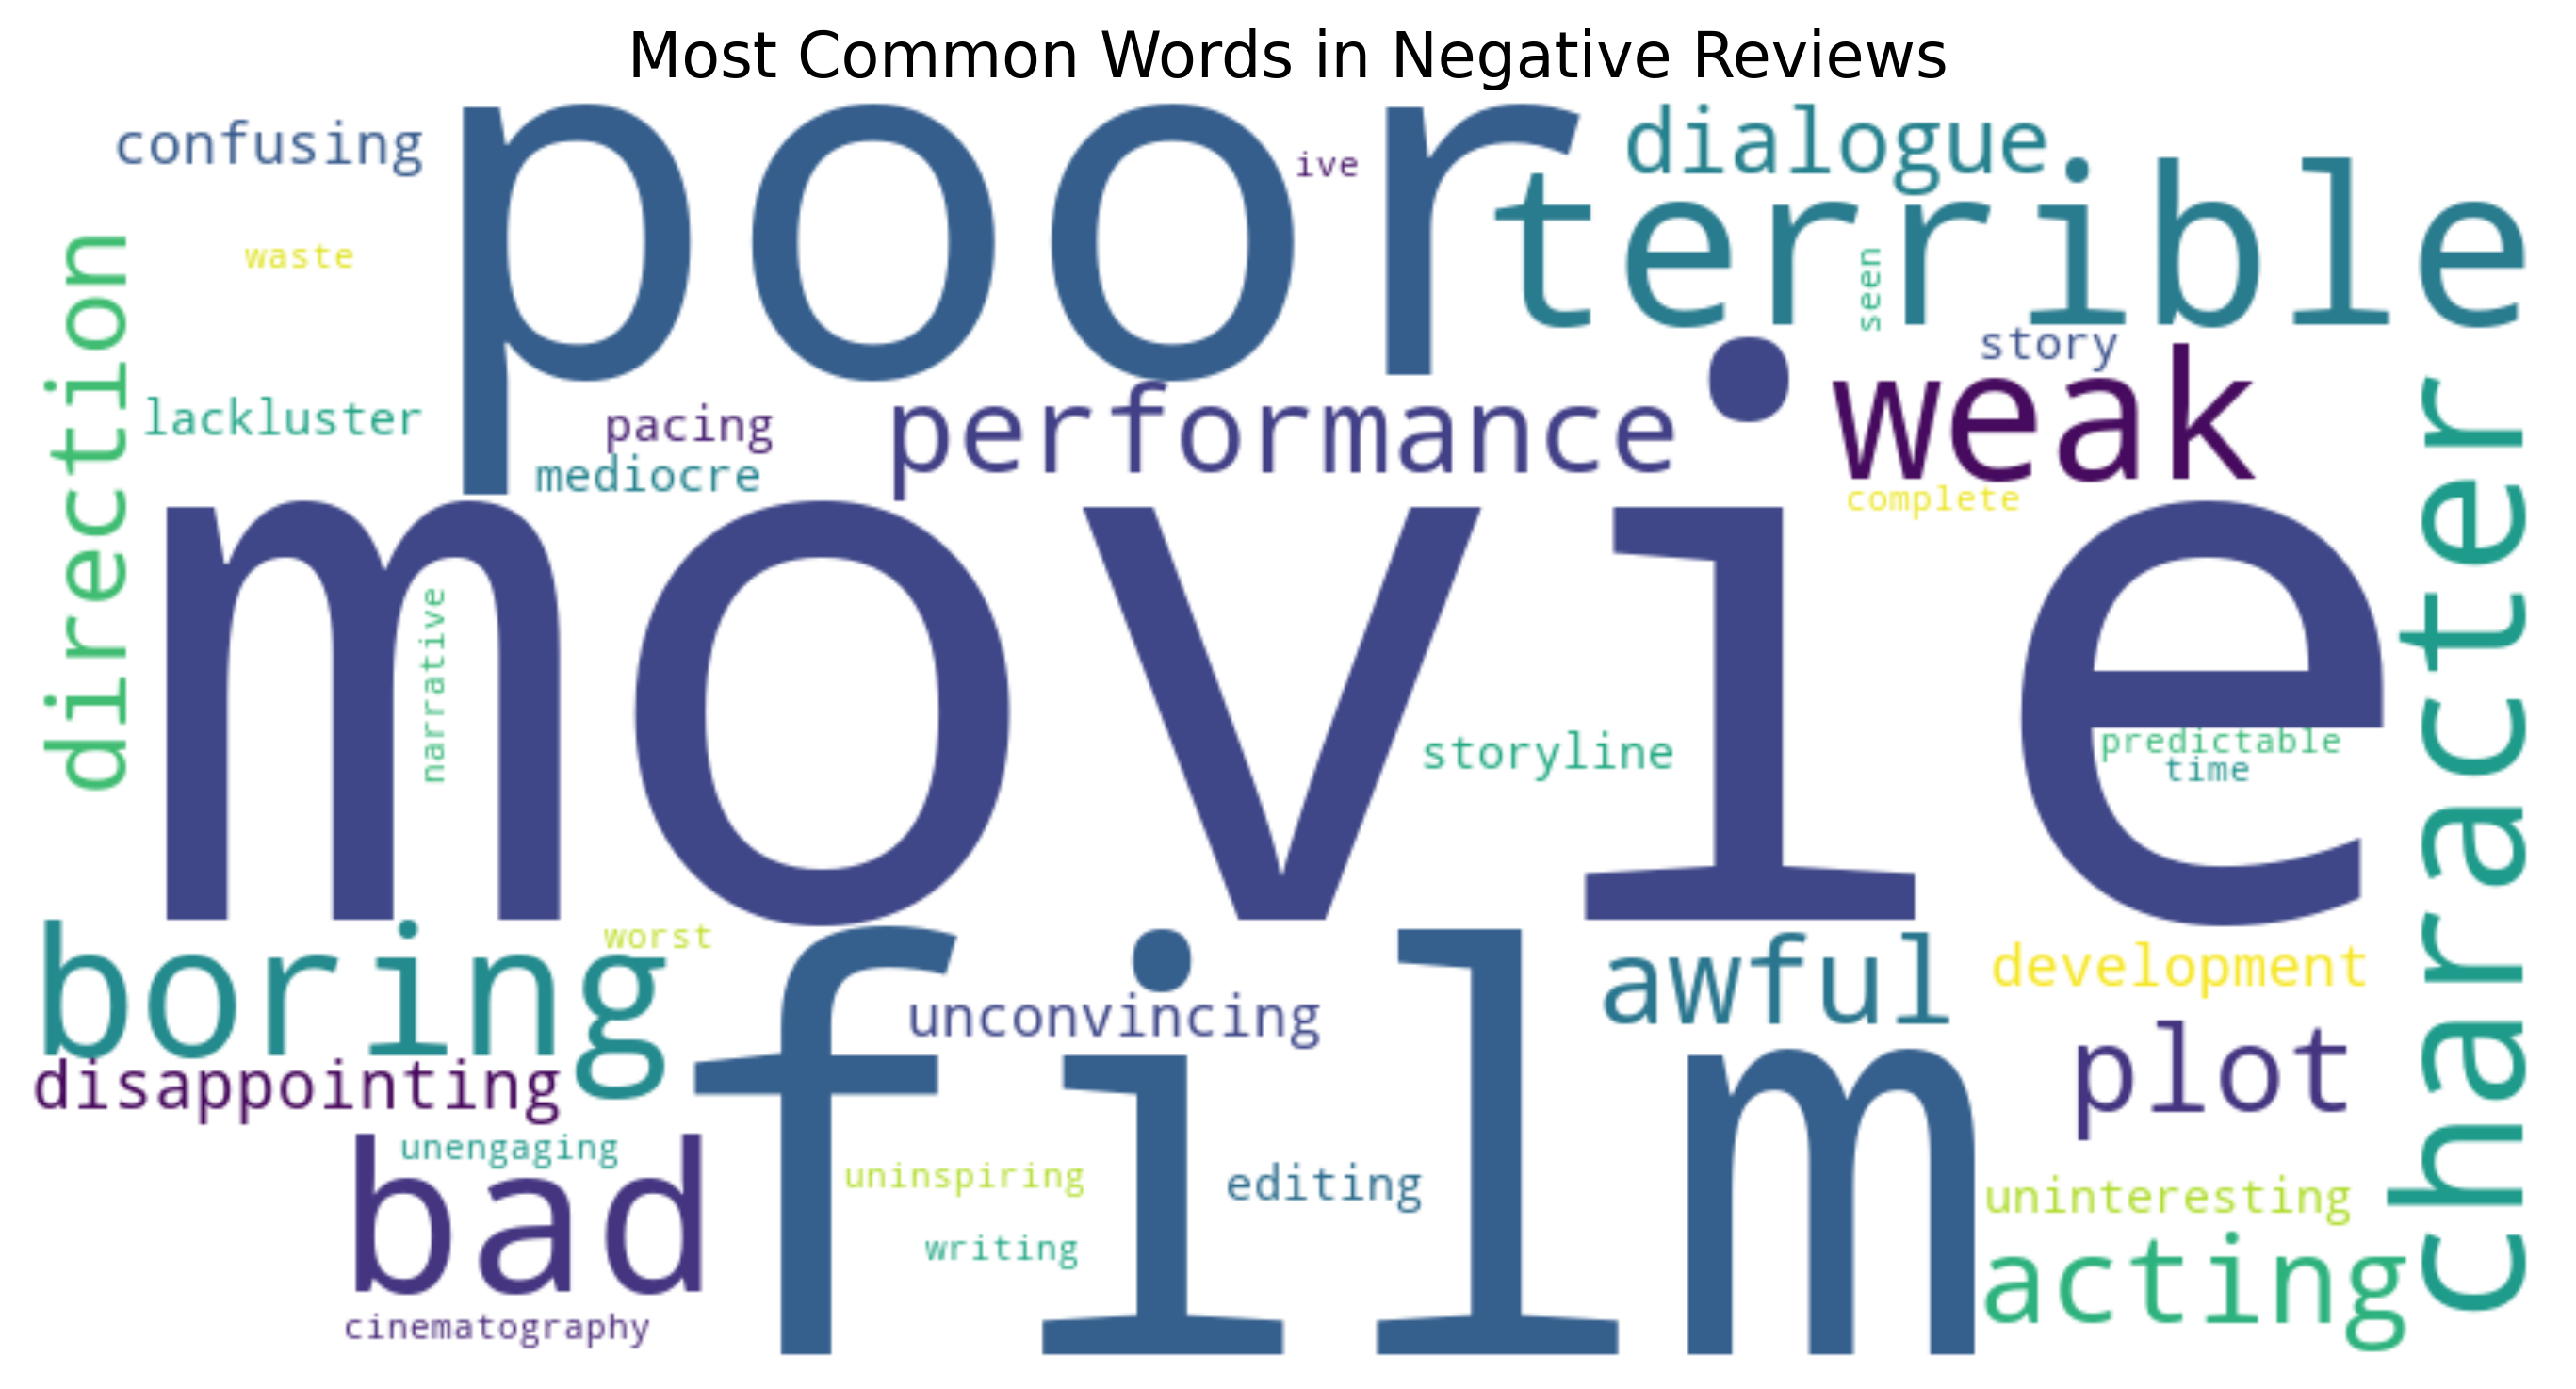 Most Common Words in Negative Reviews
confusing
poor
ive
dialogue
terrible
waste
seen
direction
story
lackluster
pacing
performance
weak
mediocre
complete
movie
narrative
storyline
predictable
time
character
boring
worst
film
unconvincing
awful
development
disappointing
plot
bad
unengaging
uninspiring
editing
uninteresting
writing
acting
cinematography